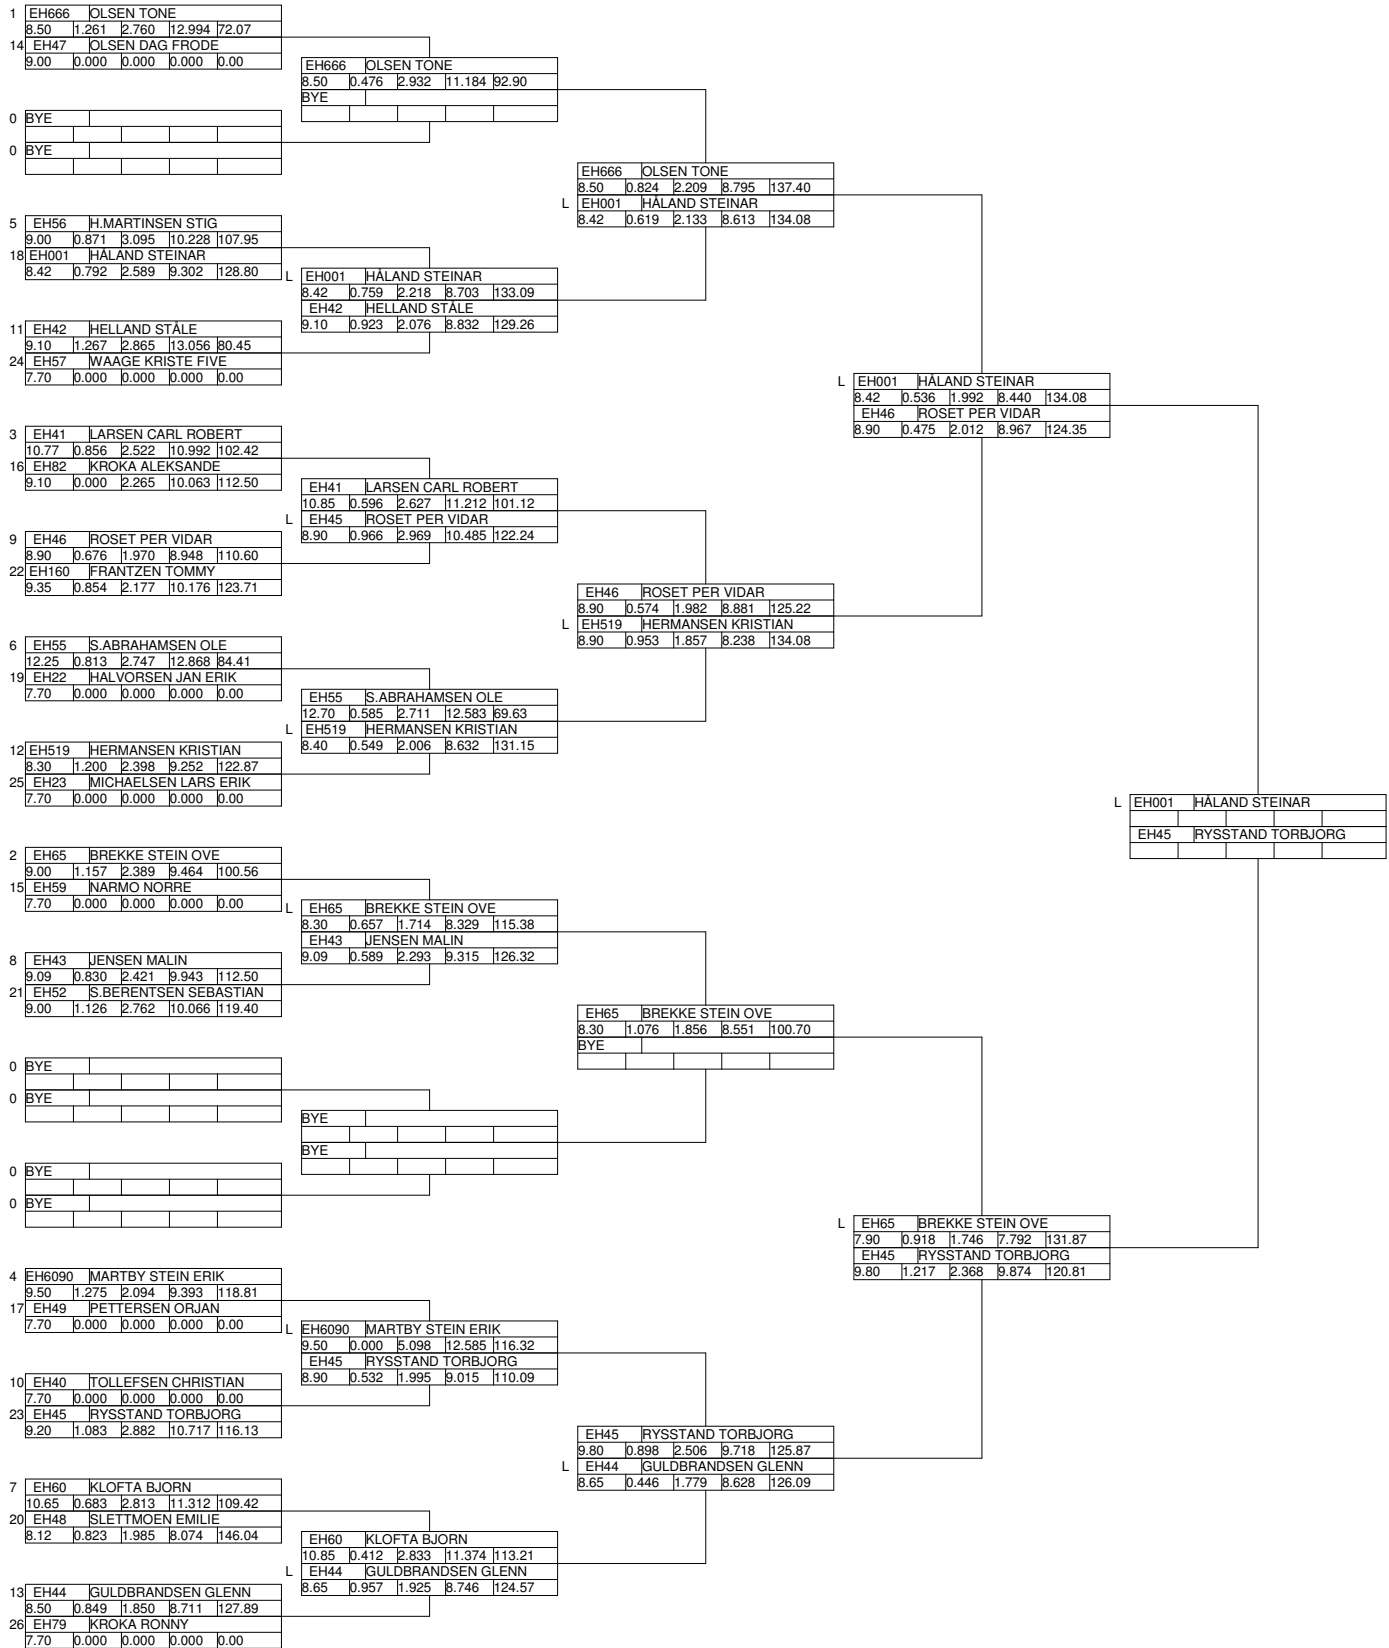 1 EH666 OLSEN TONE
8.50 1.261 2.760 12.994 72.07
14 EH47 OLSEN DAG FRODE
9.00 0.000 0.000 0.000 0.00
0 BYE
0 BYE
5 EH56 H.MARTINSEN STIG
9.00 0.871 3.095 10.228 107.95
18 EH001 HÅLAND STEINAR
8.42 0.792 2.589 9.302 128.80
11 EH42 HELLAND STÅLE
9.10 1.267 2.865 13.056 80.45
24 EH57 WAAGE KRISTE FIVE
7.70 0.000 0.000 0.000 0.00
3 EH41 LARSEN CARL ROBERT
10.77 0.856 2.522 10.992 102.42
16 EH82 KROKA ALEKSANDE
9.10 0.000 2.265 10.063 112.50
9 EH46 ROSET PER VIDAR
8.90 0.676 1.970 8.948 110.60
22 EH160 FRANTZEN TOMMY
9.35 0.854 2.177 10.176 123.71
6 EH55 S.ABRAHAMSEN OLE
12.25 0.813 2.747 12.868 84.41
19 EH22 HALVORSEN JAN ERIK
7.70 0.000 0.000 0.000 0.00
12 EH519 HERMANSEN KRISTIAN
8.30 1.200 2.398 9.252 122.87
25 EH23 MICHAELSEN LARS ERIK
7.70 0.000 0.000 0.000 0.00
2 EH65 BREKKE STEIN OVE
9.00 1.157 2.389 9.464 100.56
15 EH59 NARMO NORRE
7.70 0.000 0.000 0.000 0.00
8 EH43 JENSEN MALIN
9.09 0.830 2.421 9.943 112.50
21 EH52 S.BERENTSEN SEBASTIAN
9.00 1.126 2.762 10.066 119.40
0 BYE
0 BYE
0 BYE
0 BYE
4 EH6090 MARTBY STEIN ERIK
9.50 1.275 2.094 9.393 118.81
17 EH49 PETTERSEN ORJAN
7.70 0.000 0.000 0.000 0.00
10 EH40 TOLLEFSEN CHRISTIAN
7.70 0.000 0.000 0.000 0.00
23 EH45 RYSSTAND TORBJORG
9.20 1.083 2.882 10.717 116.13
7 EH60 KLOFTA BJORN
10.65 0.683 2.813 11.312 109.42
20 EH48 SLETTMOEN EMILIE
8.12 0.823 1.985 8.074 146.04
13 EH44 GULDBRANDSEN GLENN
8.50 0.849 1.850 8.711 127.89
26 EH79 KROKA RONNY
7.70 0.000 0.000 0.000 0.00
EH666 OLSEN TONE
8.50 0.476 2.932 11.184 92.90
BYE
L EH001 HÅLAND STEINAR
8.42 0.759 2.218 8.703 133.09
EH42 HELLAND STÅLE
9.10 0.923 2.076 8.832 129.26
EH41 LARSEN CARL ROBERT
10.85 0.596 2.627 11.212 101.12
L EH45 ROSET PER VIDAR
8.90 0.966 2.969 10.485 122.24
EH55 S.ABRAHAMSEN OLE
12.70 0.585 2.711 12.583 69.63
L EH519 HERMANSEN KRISTIAN
8.40 0.549 2.006 8.632 131.15
L EH65 BREKKE STEIN OVE
8.30 0.657 1.714 8.329 115.38
EH43 JENSEN MALIN
9.09 0.589 2.293 9.315 126.32
BYE
BYE
L EH6090 MARTBY STEIN ERIK
9.50 0.000 5.098 12.585 116.32
EH45 RYSSTAND TORBJORG
8.90 0.532 1.995 9.015 110.09
EH60 KLOFTA BJORN
10.85 0.412 2.833 11.374 113.21
L EH44 GULDBRANDSEN GLENN
8.65 0.957 1.925 8.746 124.57
EH666 OLSEN TONE
8.50 0.824 2.209 8.795 137.40
L EH001 HÅLAND STEINAR
8.42 0.619 2.133 8.613 134.08
EH46 ROSET PER VIDAR
8.90 0.574 1.982 8.881 125.22
L EH519 HERMANSEN KRISTIAN
8.90 0.953 1.857 8.238 134.08
EH65 BREKKE STEIN OVE
8.30 1.076 1.856 8.551 100.70
BYE
EH45 RYSSTAND TORBJORG
9.80 0.898 2.506 9.718 125.87
L EH44 GULDBRANDSEN GLENN
8.65 0.446 1.779 8.628 126.09
L EH001 HÅLAND STEINAR
8.42 0.536 1.992 8.440 134.08
EH46 ROSET PER VIDAR
8.90 0.475 2.012 8.967 124.35
L EH65 BREKKE STEIN OVE
7.90 0.918 1.746 7.792 131.87
EH45 RYSSTAND TORBJORG
9.80 1.217 2.368 9.874 120.81
L EH001 HÅLAND STEINAR
EH45 RYSSTAND TORBJORG